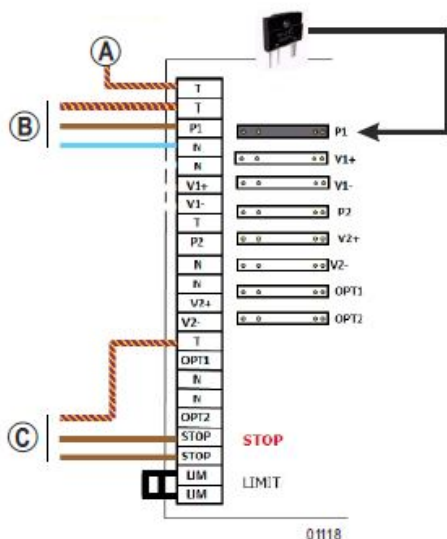 A
B
C
T
T
P1
N
N
V1+
V1-
T
P2
N
N
V2+
V2-
T
OPT1
N
N
OPT2
STOP
STOP
LIM
LIM
P1
V1+
V1-
P2
V2+
V2-
OPT1
OPT2
STOP
LIMIT
01118